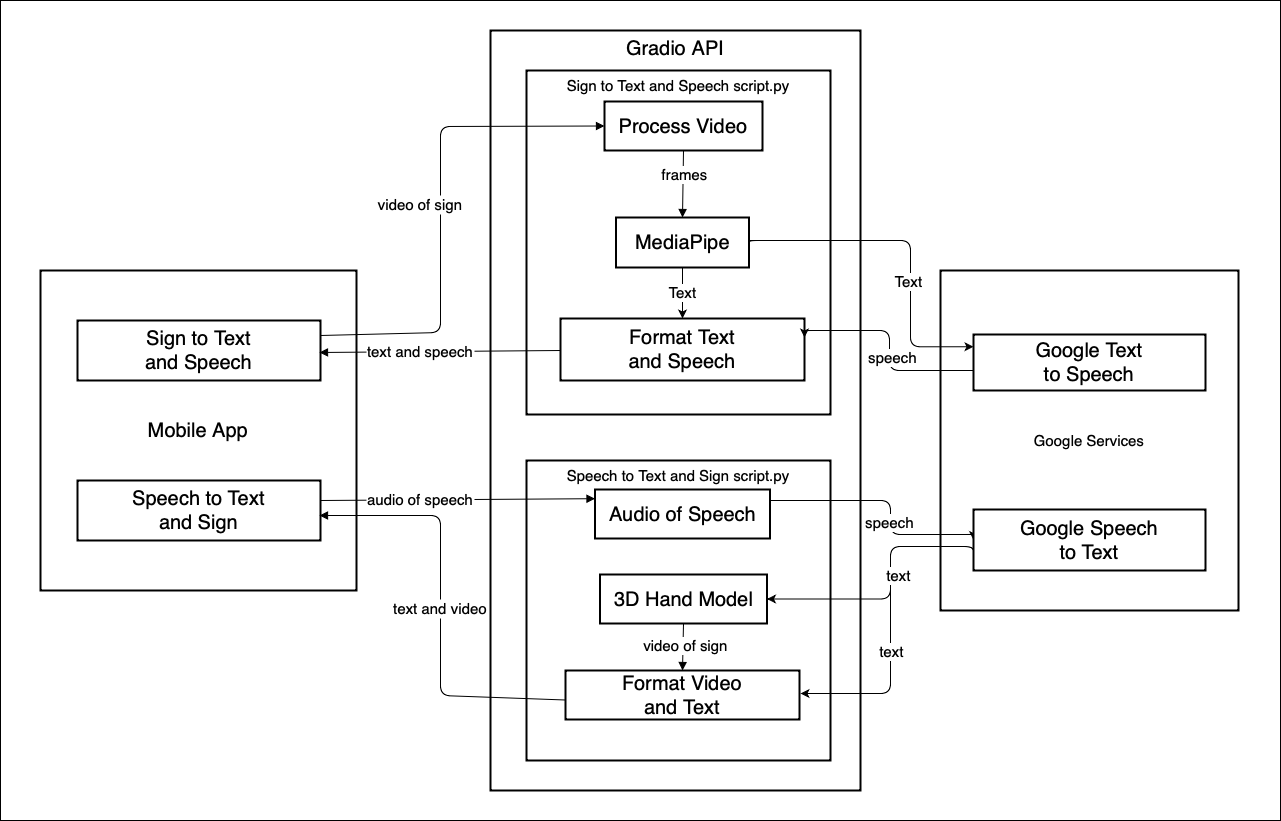 Gradio API
Sign to Text and Speech script.py
Process Video
frames
video of sign
MediaPipe
Text
Text
Sign to Text
and Speech
text and speech
Format Text
and Speech
speech
Google Text
to Speech
Mobile App
Google Services
Speech to Text and Sign script.py
Speech to Text
and Sign
audio of speech
Audio of Speech
speech
Google Speech
to Text
text
3D Hand Model
text and video
video of sign
text
Format Video
and Text